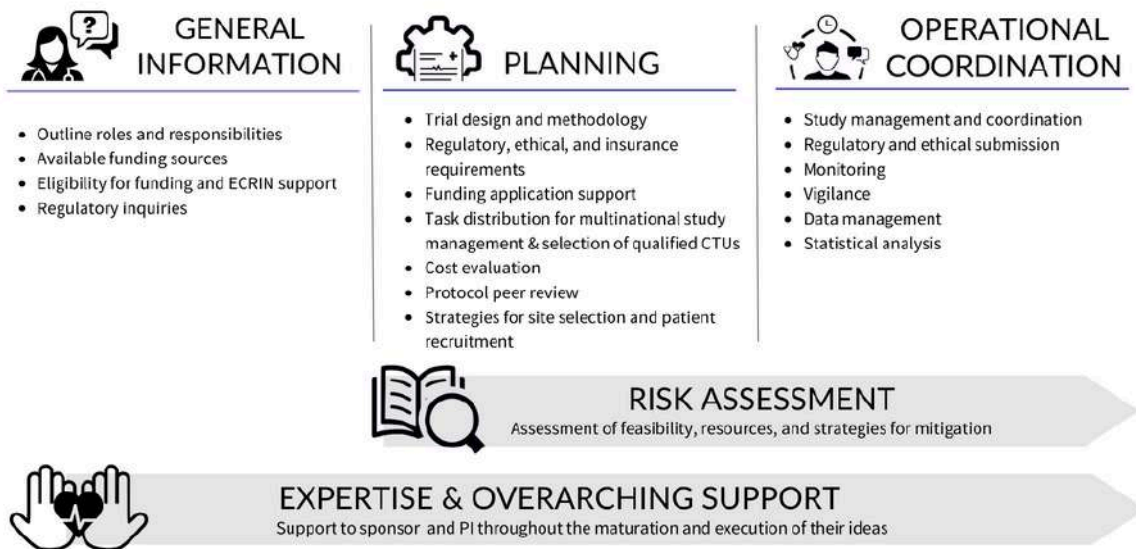 GENERAL
INFORMATION
• Outline roles and responsibilities
• Available funding sources
• Eligibility for funding and ECRIN support
• Regulatory inquiries
PLANNING
• Trial design and methodology
• Regulatory, ethical, and insurance
requirements
• Funding application support
• Task distribution for multinational study
management & selection of qualified CTUs
• Cost evaluation
• Protocol peer review
• Strategies for site selection and patient
recruitment
OPERATIONAL
COORDINATION
• Study management and coordination
• Regulatory and ethical submission
• Monitoring
• Vigilance
• Data management
• Statistical analysis
RISK ASSESSMENT
Assessment of feasibility, resources, and strategies for mitigation
EXPERTISE & OVERARCHING SUPPORT
Support to sponsor and PI throughout the maturation and execution of their ideas